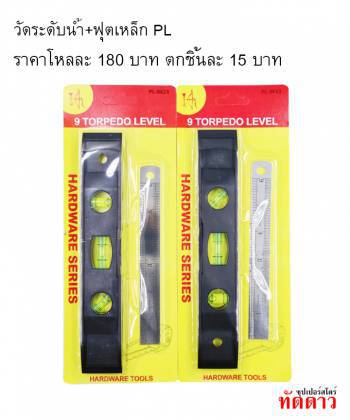 วัดระดับน้ำ+ฟุตเหล็ก PL
ราคาโหลละ 180 บาท ตกชิ้นละ 15 บาท
9 TORPEDO LEVEL
HARDWARE SERIES
HARDWARE TOOLS
9 TORPEDO LEVEL
HARDWARE SERIES
HARDWARE TOOLS
ซุปเปอร์สโตร์
ทัดดาว